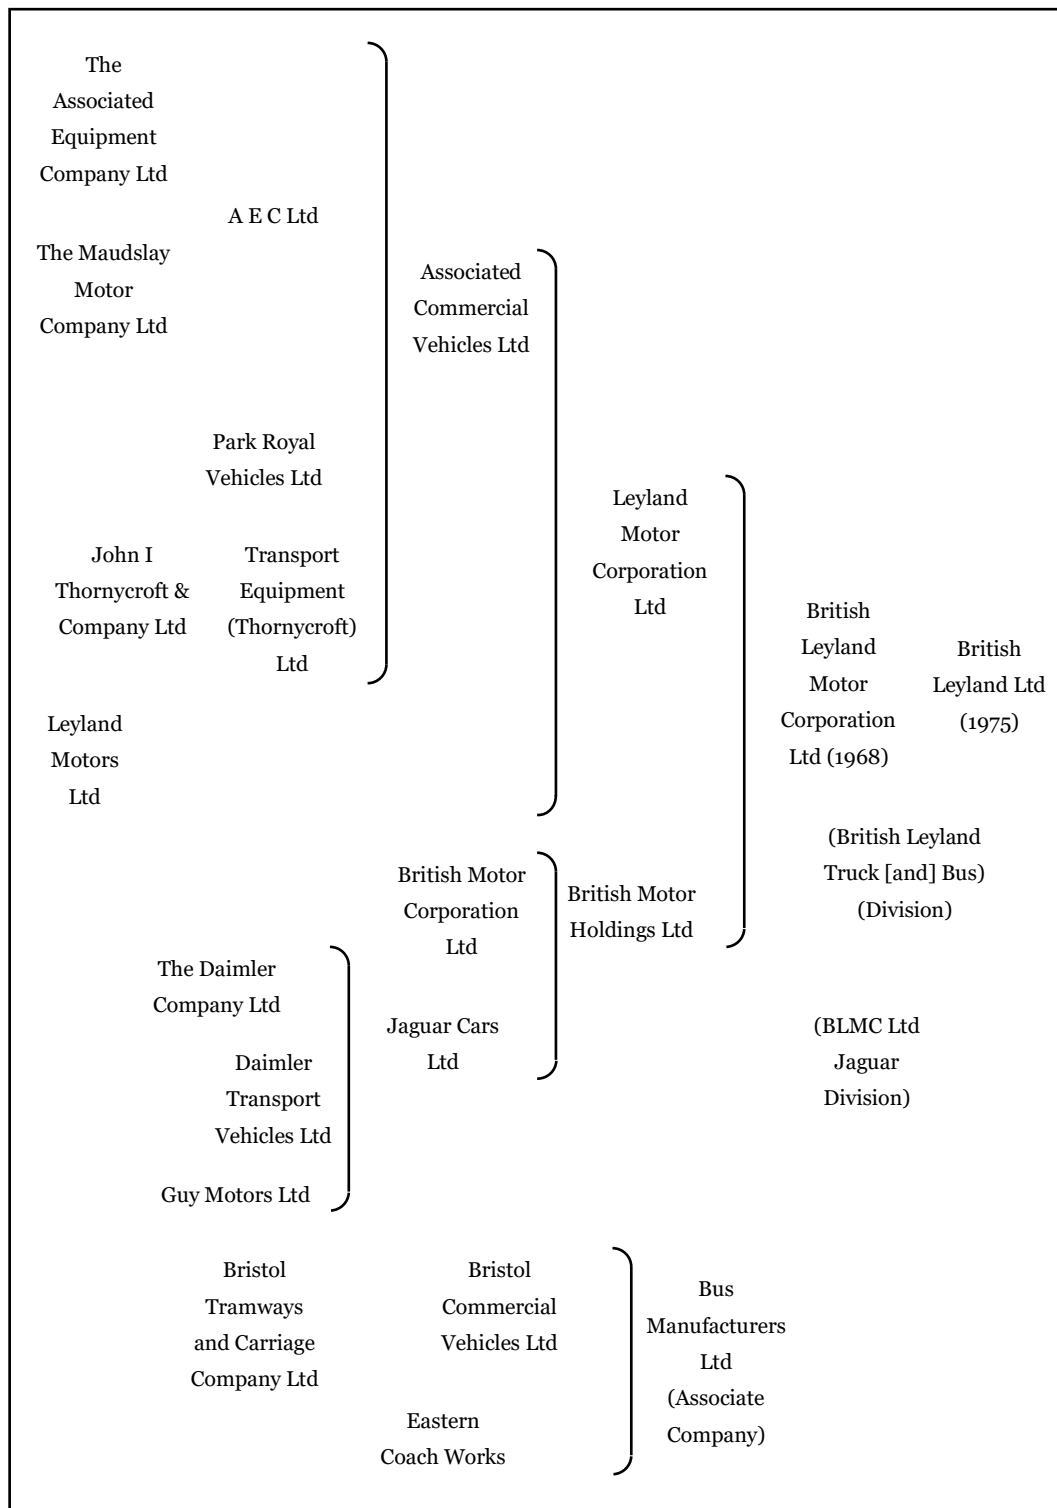 The
Associated
Equipment
Company Ltd
A E C Ltd
The Maudslay
Motor
Company Ltd
Associated
Commercial
Vehicles Ltd
Park Royal
Vehicles Ltd
John I
Thornycroft &
Company Ltd
Transport
Equipment
(Thornycroft)
Ltd
Leyland
Motor
Corporation
Ltd
Leyland
Motors
Ltd
British
Leyland
Motor
Corporation
Ltd (1968)
British
Leyland Ltd
(1975)
British Motor
Corporation
Ltd
British Motor
Holdings Ltd
(British Leyland
Truck [and] Bus)
(Division)
The Daimler
Company Ltd
Jaguar Cars
Ltd
(BLMC Ltd
Jaguar
Division)
Daimler
Transport
Vehicles Ltd
Guy Motors Ltd
Bristol
Tramways
and Carriage
Company Ltd
Bristol
Commercial
Vehicles Ltd
Bus
Manufacturers
Ltd
(Associate
Company)
Eastern
Coach Works